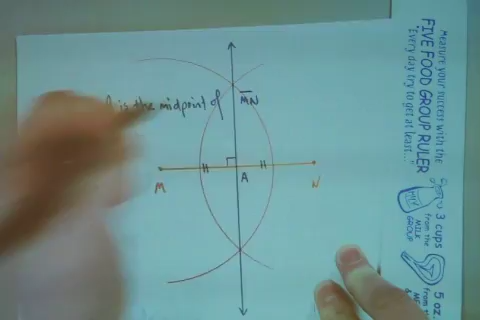 is the midpoint of MN
M
A
N
Measure your success with the
FIVE FOOD GROUP RULER
"Every day try to get at least..."
3 cups
from the
MILK
GROUP
5 oz.
from